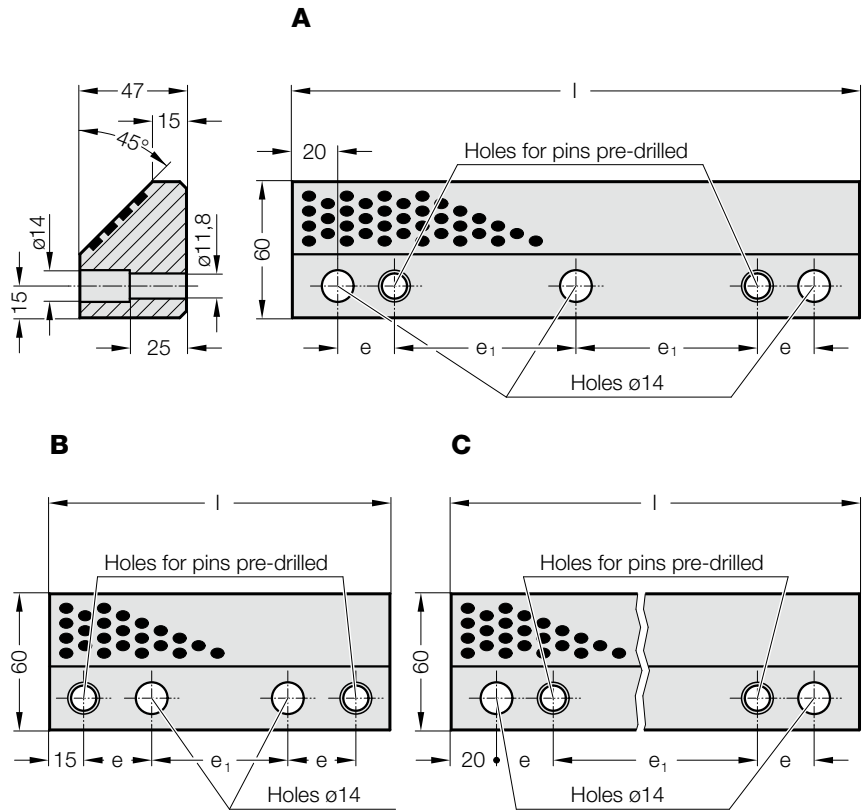 A
47
15
45°
ø14
ø11,8
15
25
l
20
Holes for pins pre-drilled
60
e
e₁
e₁
e
Holes ø14
B
l
Holes for pins pre-drilled
60
15
e
e₁
e
Holes ø14
C
l
Holes for pins pre-drilled
60
20
e
e₁
e
Holes ø14